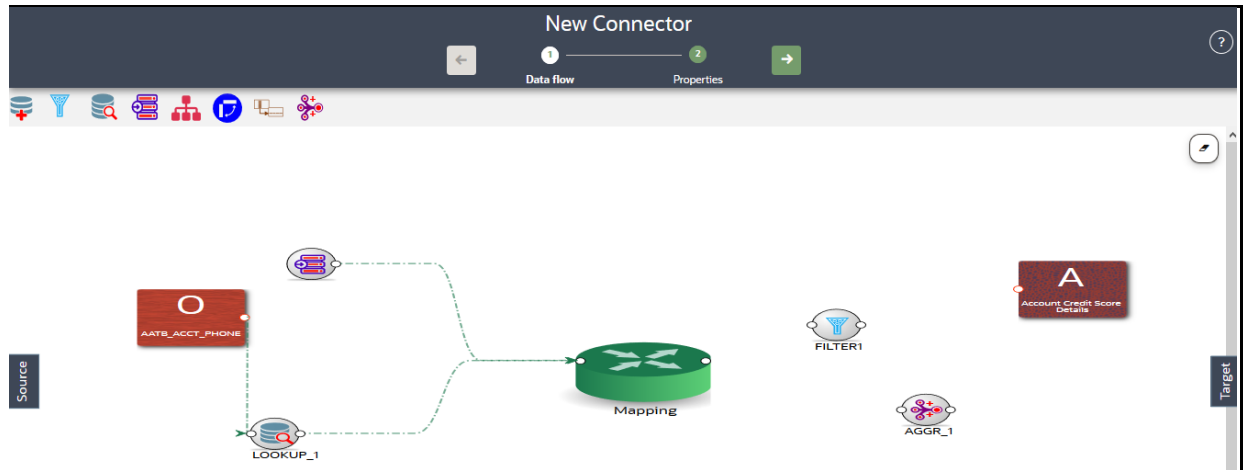 New Connector
?
1
2
Data flow
Properties
O
AATB_ACCT_PHONE
A
Account Credit Score
Details
FILTER1
Source
Target
Mapping
AGGR_1
LOOKUP_1